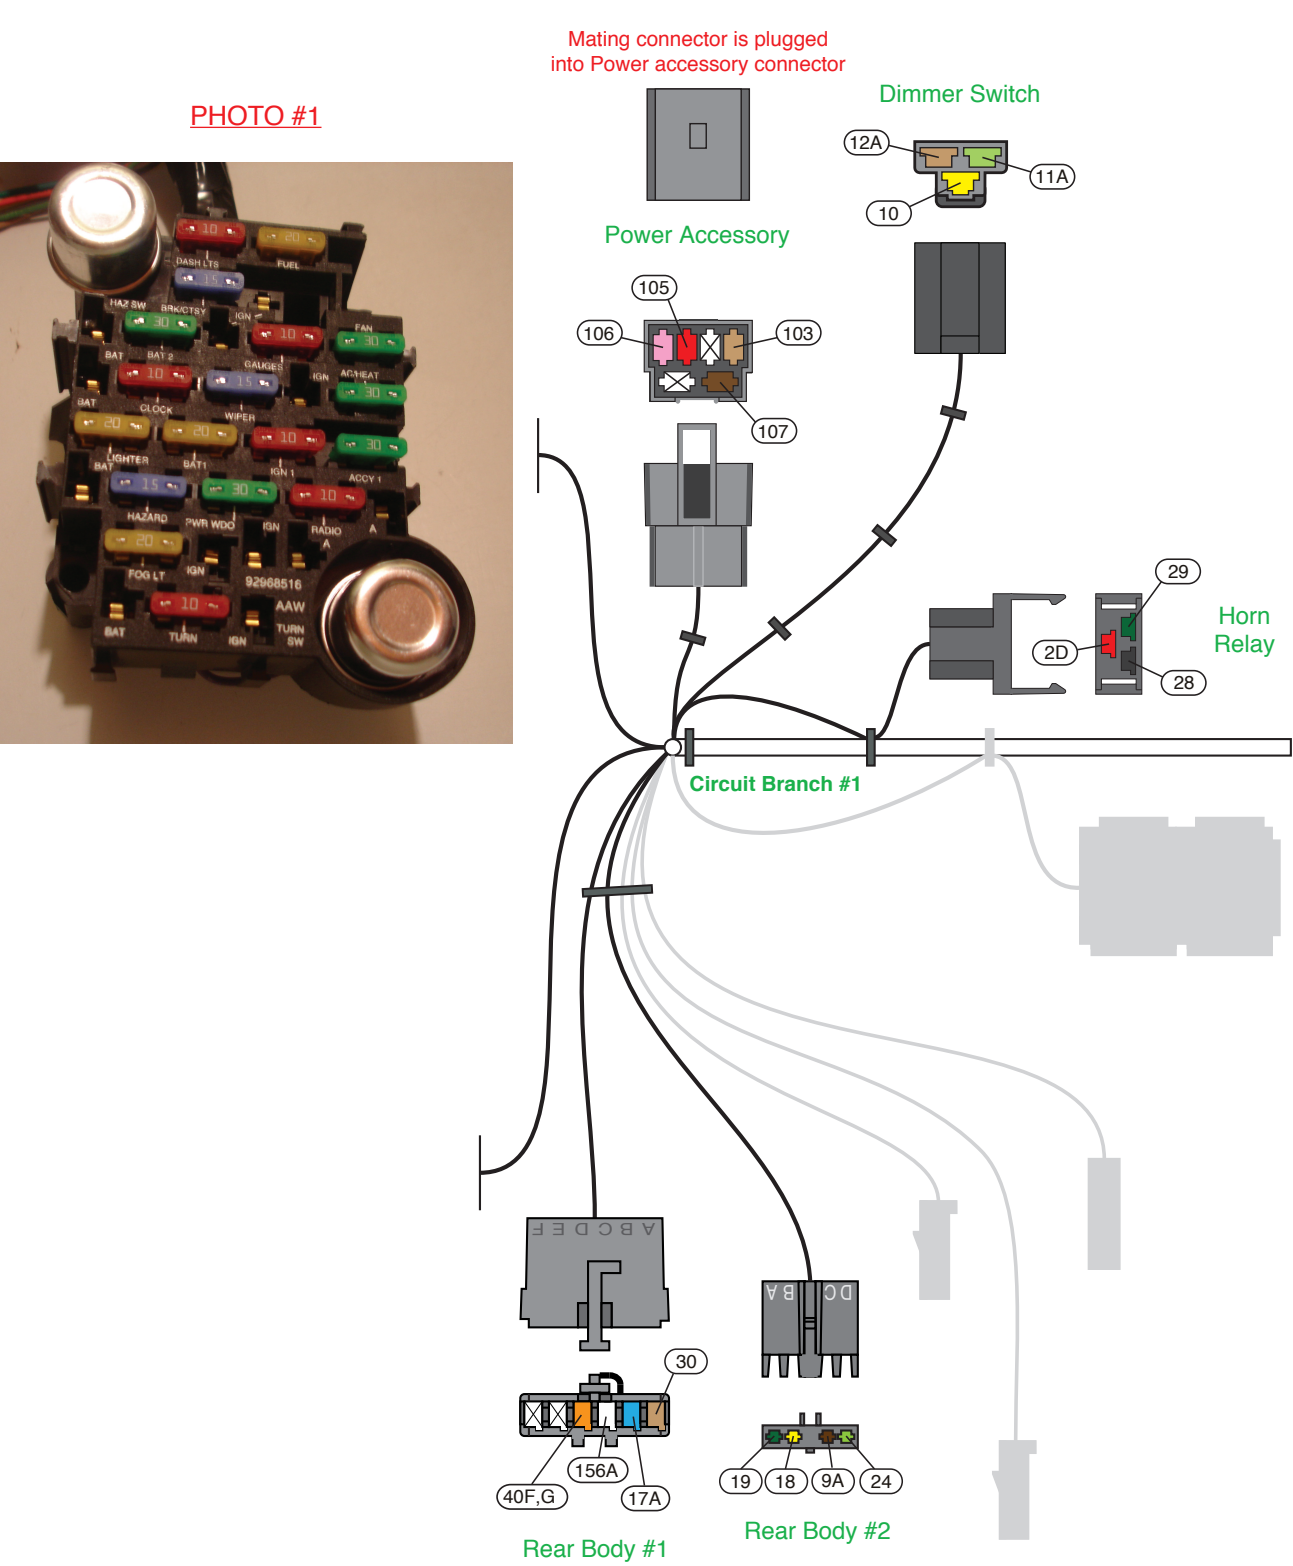 Mating connector is plugged
into Power accessory connector
PHOTO #1
Dimmer Switch
12A
11A
10
Power Accessory
105
106
103
107
10
20
DASH LTS
FUEL
15
HAZ SW
BRK/CTSY
IGN
30
10
FAN
30
BAT
BAT 2
GAUGES
IGN
AC/HEAT
10
15
30
BAT
CLOCK
WIPER
20
20
10
30
LIGHTER
BAT
BAT1
IGN 1
ACCY 1
15
30
10
HAZARD
PWR WDO
IGN
RADIO
A
A
20
FOG LT
IGN
92968516
10
AAW
BAT
TURN
IGN
TURN
SW
29
Horn
Relay
2D
28
Circuit Branch #1
A B C D E F
A B
C D
30
40F,G
156A
17A
19
18
9A
24
Rear Body #1
Rear Body #2